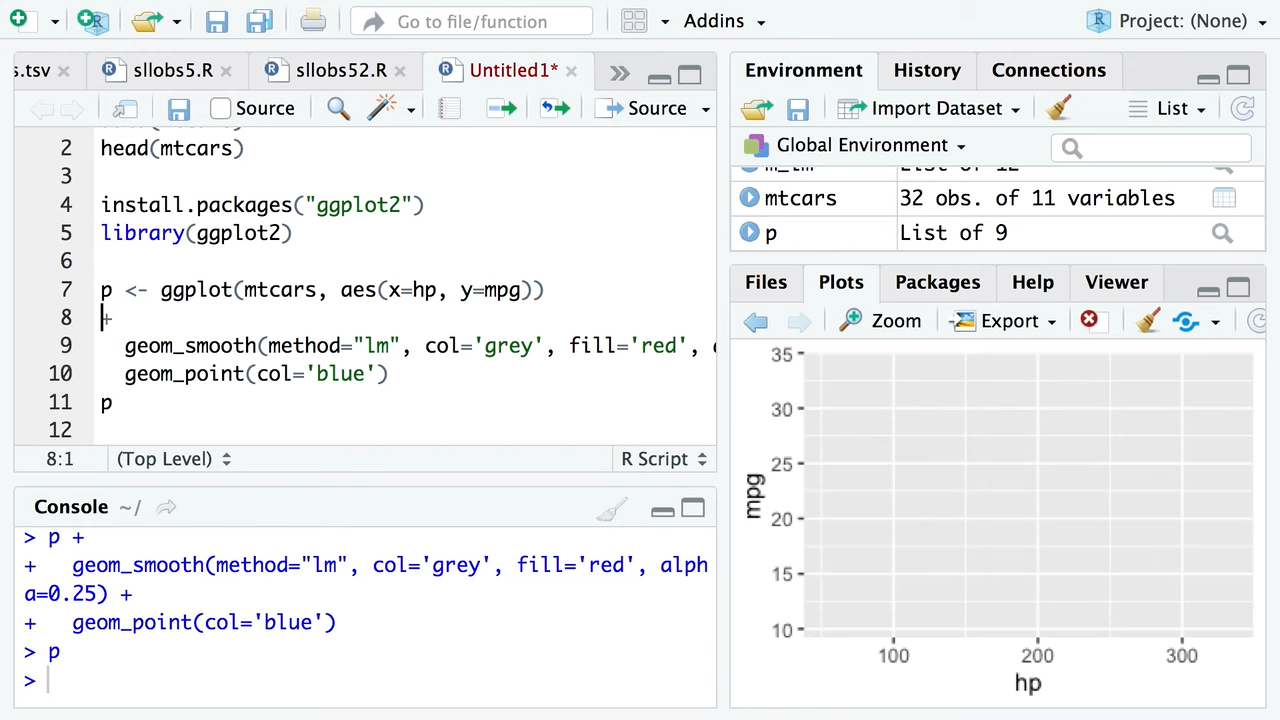 Go to file/function
Addins
Project: (None)
s.tsv
sllobs5.R
sllobs52.R
Untitled1*
Source
Source
2 head(mtcars)
3
4 install.packages("ggplot2")
5 library(ggplot2)
6
7 p <- ggplot(mtcars, aes(x=hp, y=mpg))
8 +
9 geom_smooth(method="lm", col='grey', fill='red',
10 geom_point(col='blue')
11 p
12
8:1 (Top Level) R Script
Console ~/
> p +
+ geom_smooth(method="lm", col='grey', fill='red', alph
a=0.25) +
+ geom_point(col='blue')
> p
>
Environment History Connections
Import Dataset List
Global Environment
mtcars 32 obs. of 11 variables
p List of 9
Files Plots Packages Help Viewer
Zoom Export
35
30
25
20
15
10
mpg
100 200 300
hp